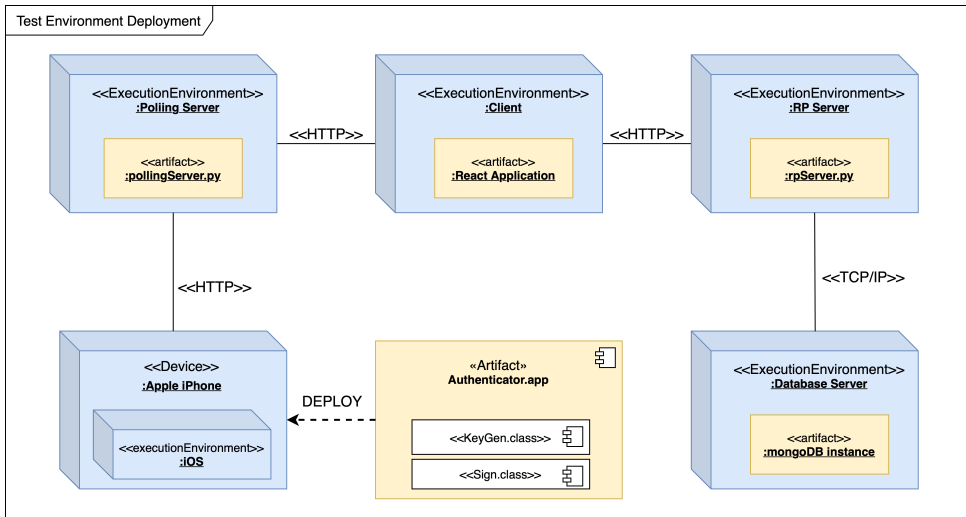 Test Environment Deployment
<<ExecutionEnvironment>>
:Poliing Server
<<artifact>>
:pollingServer.py
<<HTTP>>
<<ExecutionEnvironment>>
:Client
<<artifact>>
:React Application
<<HTTP>>
<<ExecutionEnvironment>>
:RP Server
<<artifact>>
:rpServer.py
<<HTTP>>
<<TCP/IP>>
<<Device>>
:Apple iPhone
<<executionEnvironment>>
:iOS
DEPLOY
«Artifact»
Authenticator.app
<<KeyGen.class>>
<<Sign.class>>
<<ExecutionEnvironment>>
:Database Server
<<artifact>>
:mongoDB instance